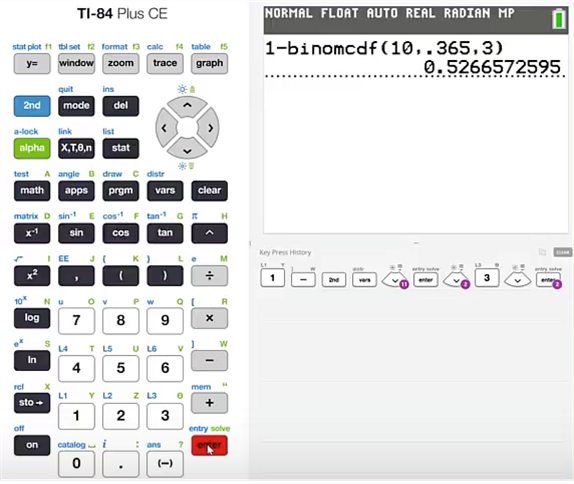 TI-84 Plus CE
stat plot f1 tbl set f2 format f3 calc f4 table f5
y= window zoom trace graph
quit ins
2nd mode del
a-lock link list
alpha X,T,θ,n stat
test A angle B draw C distr
math apps prgm vars clear
matrix D sin⁻¹ E cos⁻¹ F tan⁻¹ G π H
x⁻¹ sin cos tan ^
√ I EE J { K } L e M
x² , ( ) ÷
10ˣ N u O v P w Q [ R
log 7 8 9 ×
eˣ S L4 T L5 U L6 V ] W
ln 4 5 6 −
rcl X L1 Y L2 Z L3 θ mem "
sto→ 1 2 3 +
off catalog i : ans ? entry solve
on 0 . (−) enter
NORMAL FLOAT AUTO REAL RADIAN MP
1-binomcdf(10,.365,3)
0.5266572595
Key Press History
CLEAR
L1 Y ] W L3 θ entry solve
1 − 2nd vars 11 enter 2 3 enter 2